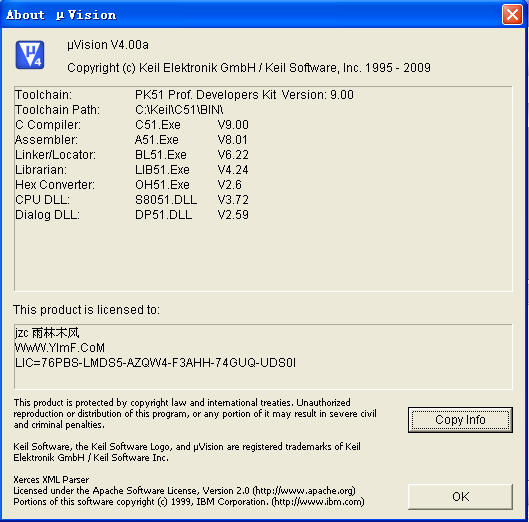 About µVision
µVision V4.00a
Copyright (c) Keil Elektronik GmbH / Keil Software, Inc. 1995 - 2009
Toolchain: PK51 Prof. Developers Kit Version: 9.00
Toolchain Path: C:\Keil\C51\BIN\
C Compiler: C51.Exe V9.00
Assembler: A51.Exe V8.01
Linker/Locator: BL51.Exe V6.22
Librarian: LIB51.Exe V4.24
Hex Converter: OH51.Exe V2.6
CPU DLL: S8051.DLL V3.72
Dialog DLL: DP51.DLL V2.59
This product is licensed to:
jzc 雨林木风
WwW.YlmF.CoM
LIC=76PBS-LMDS5-AZQW4-F3AHH-74GUQ-UDS0I
This product is protected by copyright law and international treaties. Unauthorized
reproduction or distribution of this program, or any portion of it may result in severe civil
and criminal penalties.
Copy Info
Keil Software, the Keil Software Logo, and µVision are registered trademarks of Keil
Elektronik GmbH / Keil Software Inc.
Xerces XML Parser
Licensed under the Apache Software License, Version 2.0 (http://www.apache.org)
Portions of this software copyright (c) 1999, IBM Corporation. (http://www.ibm.com)
OK